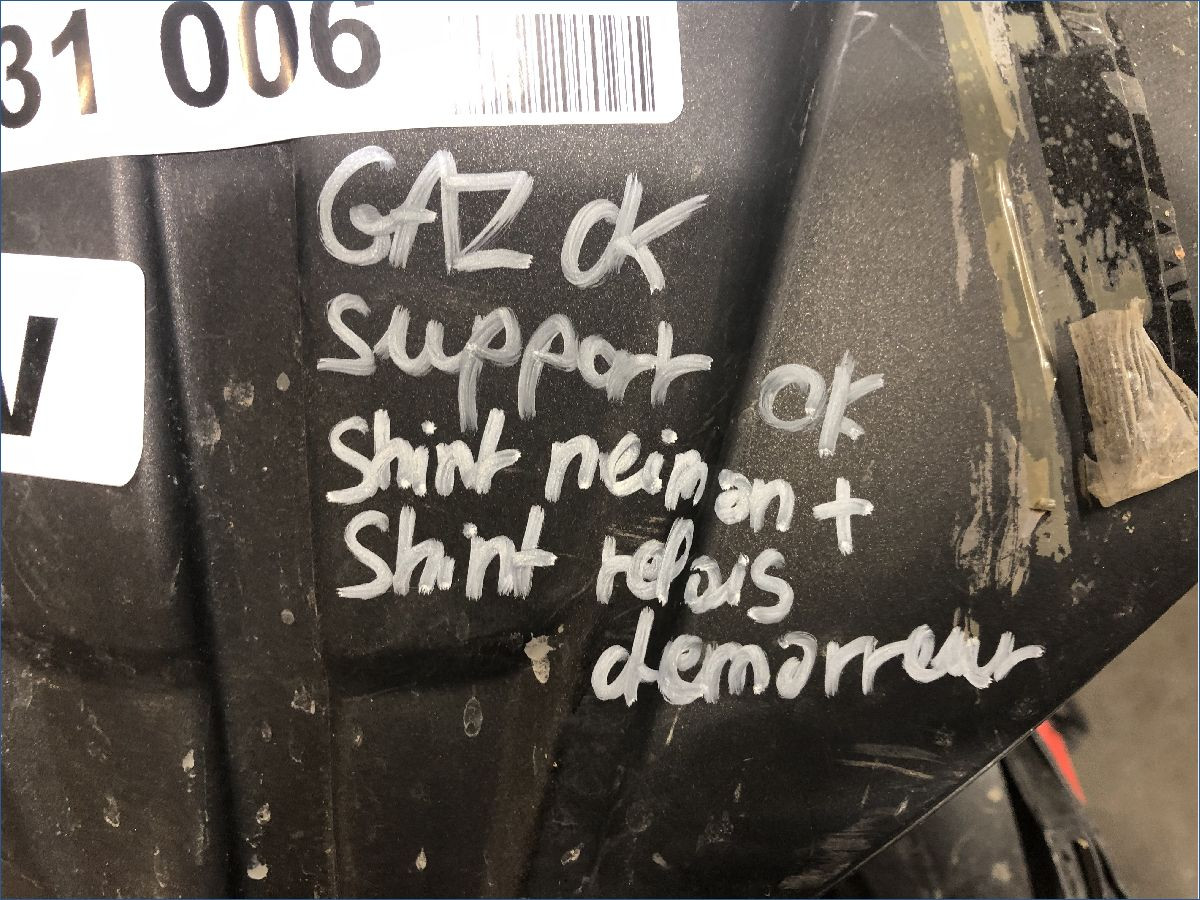 31 006
GAZ OK
support OK
Shint neiman +
Shint relais
demarreur